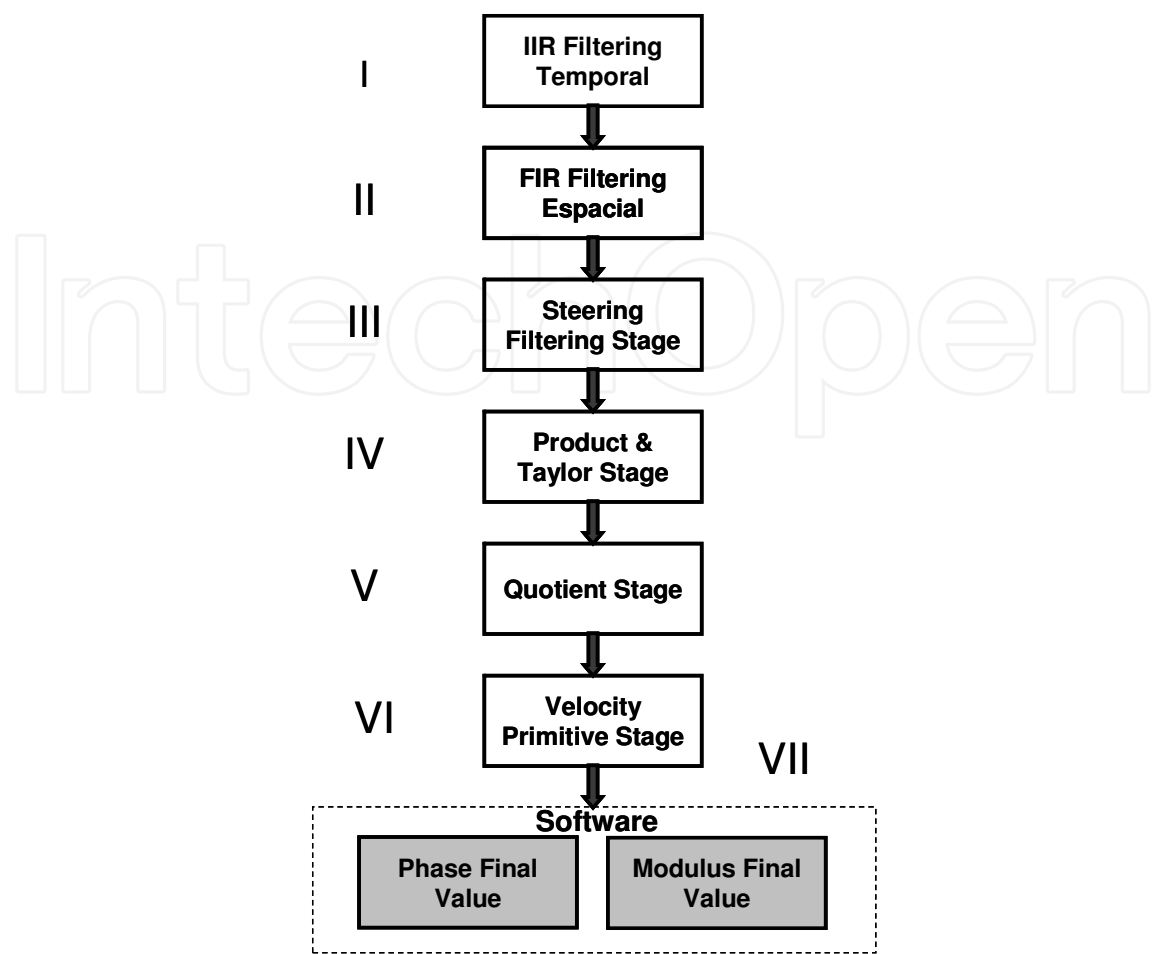 I
IIR Filtering
Temporal
II
FIR Filtering
Espacial
III
Steering
Filtering Stage
IV
Product &
Taylor Stage
V
Quotient Stage
VI
Velocity
Primitive Stage
VII
Software
Phase Final
Value
Modulus Final
Value
IntechOpen